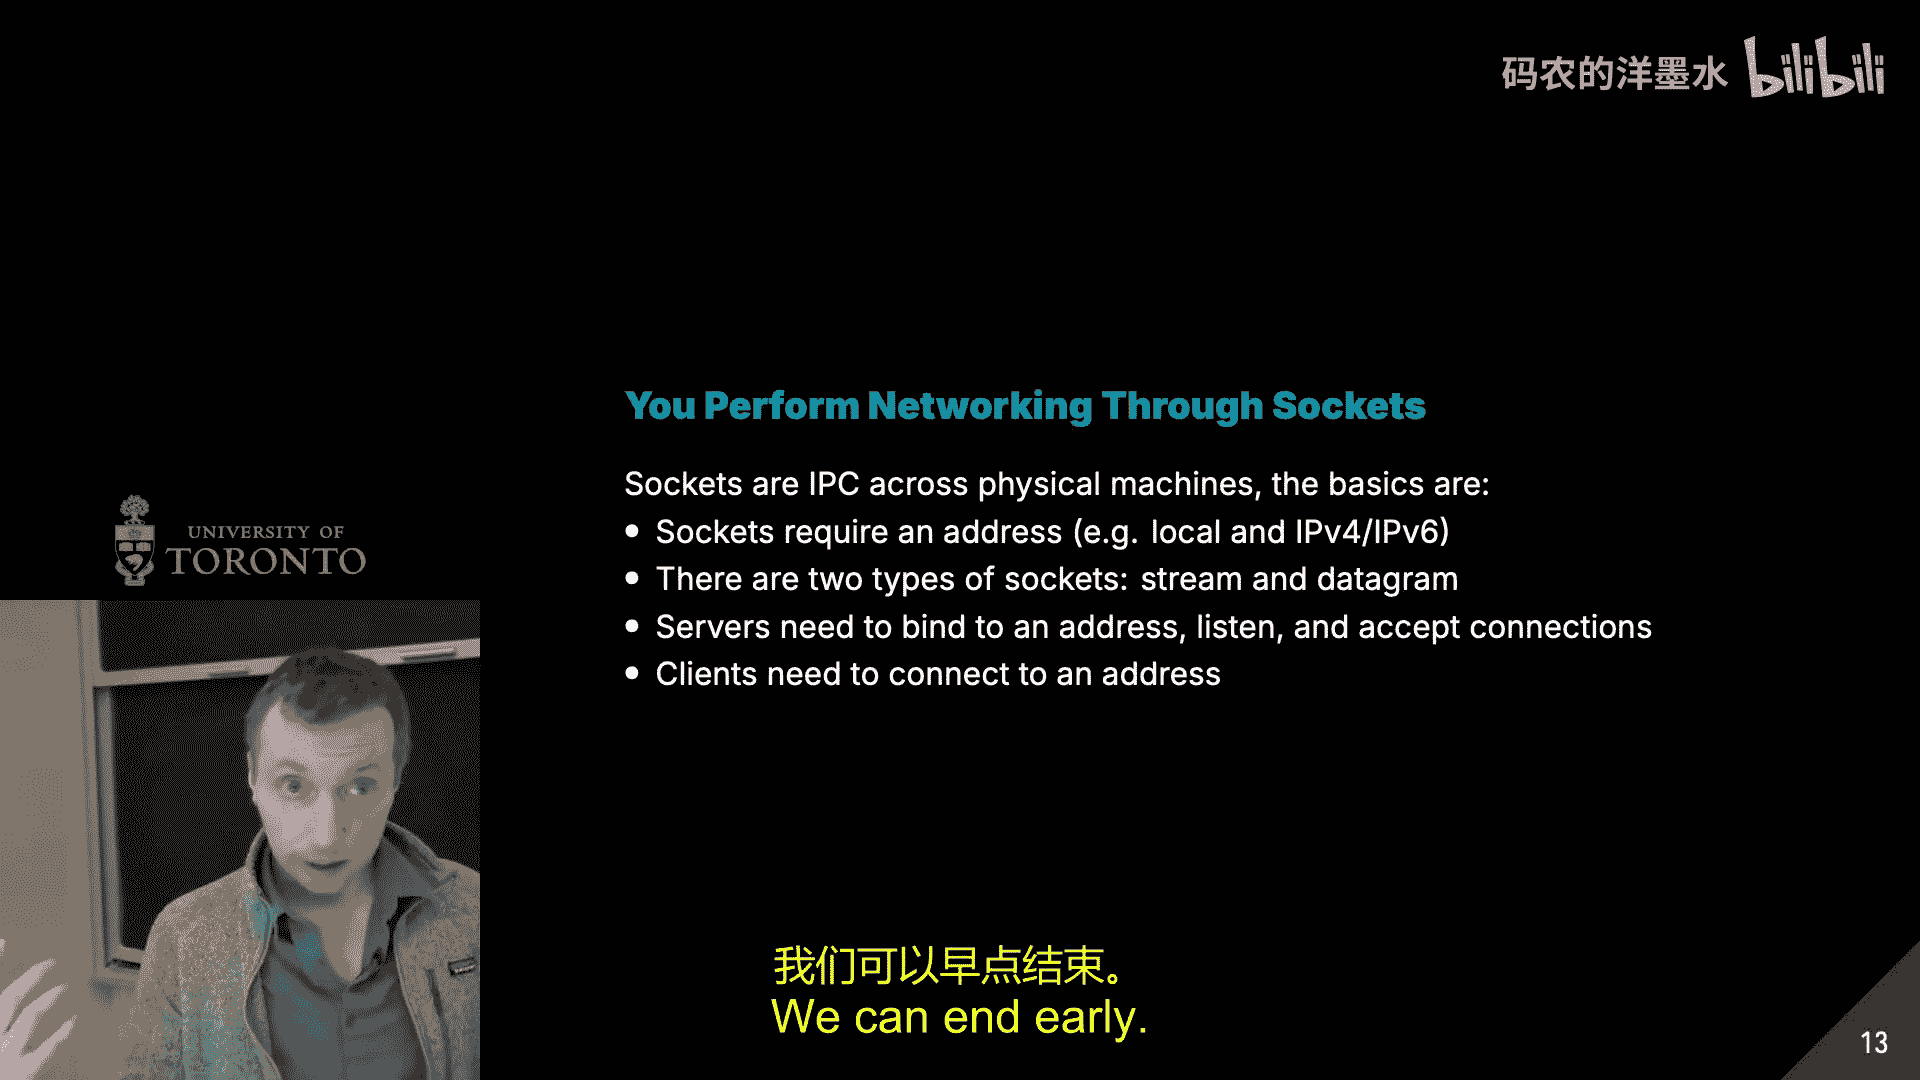 码农的洋墨水 bilibili
You Perform Networking Through Sockets
Sockets are IPC across physical machines, the basics are:
• Sockets require an address (e.g. local and IPv4/IPv6)
• There are two types of sockets: stream and datagram
• Servers need to bind to an address, listen, and accept connections
• Clients need to connect to an address
UNIVERSITY OF
TORONTO
我们可以早点结束。
We can end early.
13